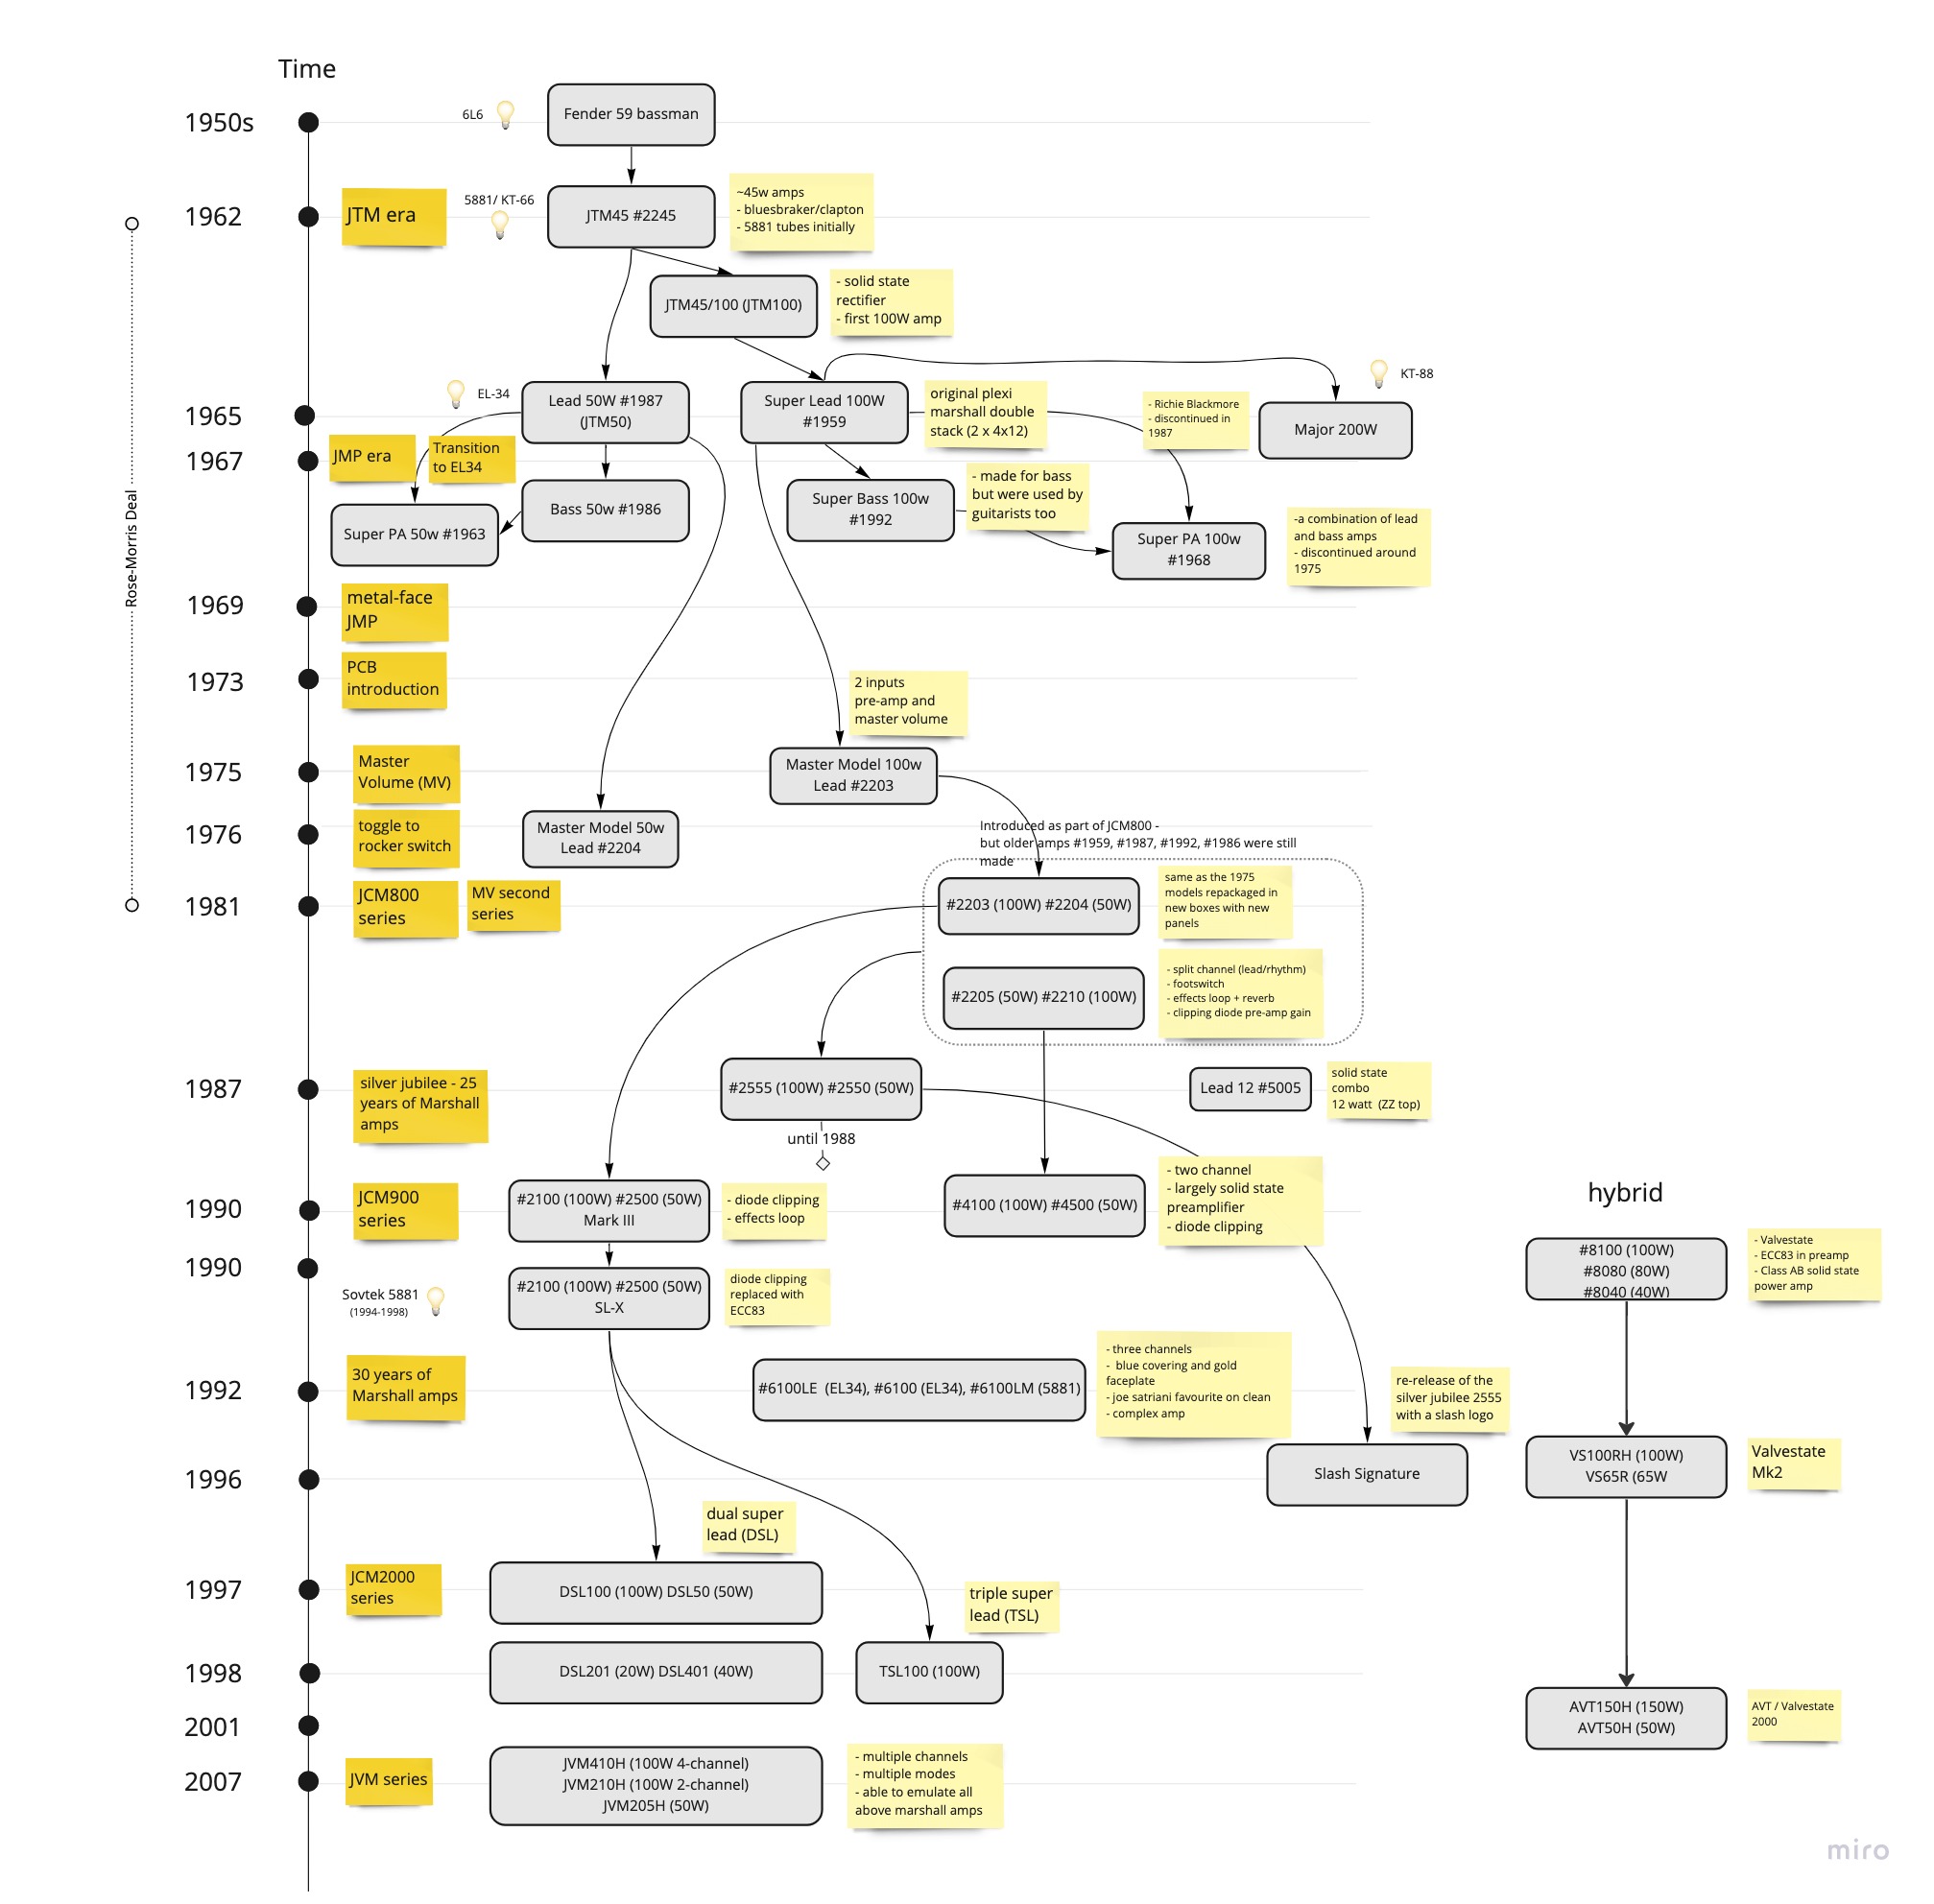 Time
1950s
6L6
Fender 59 bassman
1962
JTM era
5881/ KT-66
JTM45 #2245
~45w amps
- bluesbraker/clapton
- 5881 tubes initially
JTM45/100 (JTM100)
- solid state
rectifier
- first 100W amp
Rose-Morris Deal
1965
EL-34
Lead 50W #1987
(JTM50)
Super Lead 100W
#1959
original plexi
marshall double
stack (2 x 4x12)
- Richie Blackmore
- discontinued in
1987
KT-88
Major 200W
1967
JMP era
Transition
to EL34
Super PA 50w #1963
Bass 50w #1986
Super Bass 100w
#1992
- made for bass
but were used by
guitarists too
Super PA 100w
#1968
-a combination of lead
and bass amps
- discontinued around
1975
1969
metal-face
JMP
1973
PCB
introduction
2 inputs
pre-amp and
master volume
1975
Master
Volume (MV)
Master Model 100w
Lead #2203
1976
toggle to
rocker switch
Master Model 50w
Lead #2204
Introduced as part of JCM800 -
but older amps #1959, #1987, #1992, #1986 were still
made
1981
JCM800
series
MV second
series
#2203 (100W) #2204 (50W)
same as the 1975
models repackaged in
new boxes with new
panels
#2205 (50W) #2210 (100W)
- split channel (lead/rhythm)
- footswitch
- effects loop + reverb
- clipping diode pre-amp gain
1987
silver jubilee - 25
years of Marshall
amps
#2555 (100W) #2550 (50W)
until 1988
Lead 12 #5005
solid state
combo
12 watt  (ZZ top)
1990
JCM900
series
#2100 (100W) #2500 (50W)
Mark III
- diode clipping
- effects loop
#4100 (100W) #4500 (50W)
- two channel
- largely solid state
preamplifier
- diode clipping
hybrid
#8100 (100W)
#8080 (80W)
#8040 (40W)
- Valvestate
- ECC83 in preamp
- Class AB solid state
power amp
1990
Sovtek 5881
(1994-1998)
#2100 (100W) #2500 (50W)
SL-X
diode clipping
replaced with
ECC83
1992
30 years of
Marshall amps
#6100LE  (EL34), #6100 (EL34), #6100LM (5881)
- three channels
-  blue covering and gold
faceplate
- joe satriani favourite on clean
- complex amp
re-release of the
silver jubilee 2555
with a slash logo
1996
Slash Signature
VS100RH (100W)
VS65R (65W
Valvestate
Mk2
dual super
lead (DSL)
1997
JCM2000
series
DSL100 (100W) DSL50 (50W)
triple super
lead (TSL)
1998
DSL201 (20W) DSL401 (40W)
TSL100 (100W)
2001
AVT150H (150W)
AVT50H (50W)
AVT / Valvestate
2000
2007
JVM series
JVM410H (100W 4-channel)
JVM210H (100W 2-channel)
JVM205H (50W)
- multiple channels
- multiple modes
- able to emulate all
above marshall amps
miro